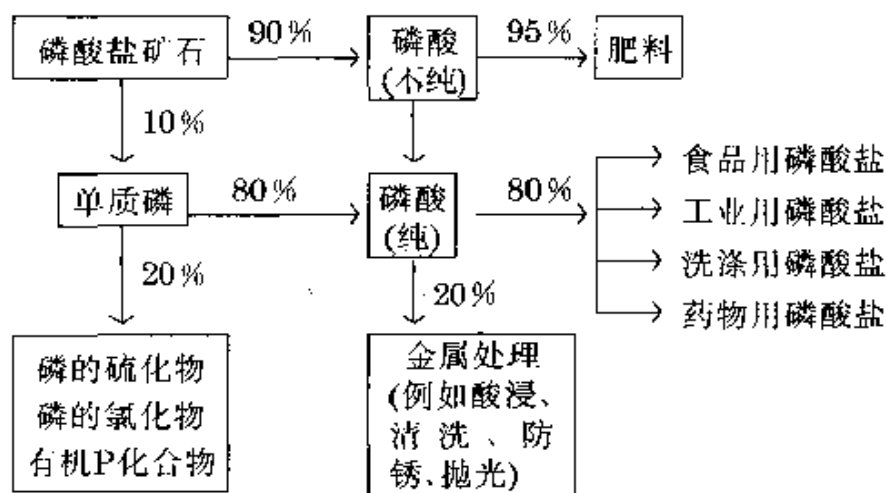 磷酸盐矿石
90%
磷酸
(不纯)
95%
肥料
10%
单质磷
80%
磷酸
(纯)
80%
食品用磷酸盐
工业用磷酸盐
洗涤用磷酸盐
药物用磷酸盐
20%
20%
磷的硫化物
磷的氯化物
有机P化合物
金属处理
(例如酸浸、
清洗、防
锈、抛光)